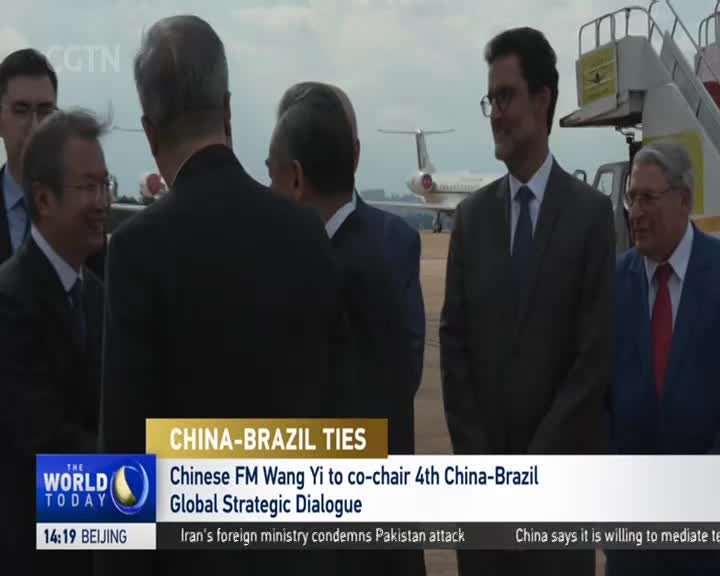 CGTN
CHINA-BRAZIL TIES
Chinese FM Wang Yi to co-chair 4th China-Brazil
Global Strategic Dialogue
THE
WORLD
TODAY
14:19 BEIJING
Iran's foreign ministry condemns Pakistan attack
China says it is willing to mediate te